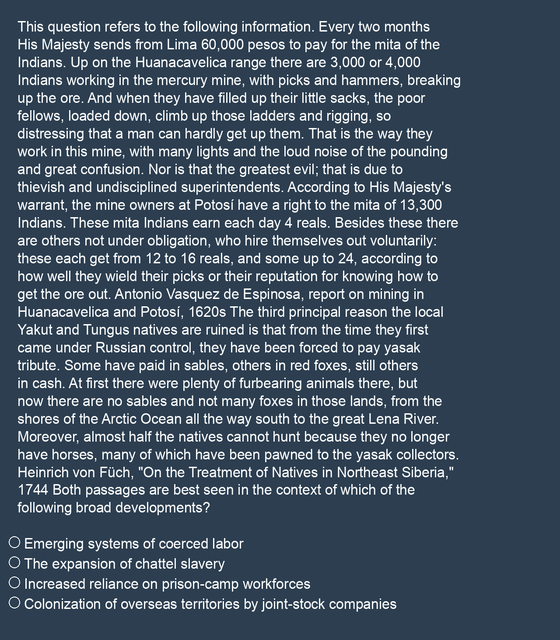 This question refers to the following information. Every two months
His Majesty sends from Lima 60,000 pesos to pay for the mita of the
Indians. Up on the Huanacavelica range there are 3,000 or 4,000
Indians working in the mercury mine, with picks and hammers, breaking
up the ore. And when they have filled up their little sacks, the poor
fellows, loaded down, climb up those ladders and rigging, so
distressing that a man can hardly get up them. That is the way they
work in this mine, with many lights and the loud noise of the pounding
and great confusion. Nor is that the greatest evil; that is due to
thievish and undisciplined superintendents. According to His Majesty's
warrant, the mine owners at Potosí have a right to the mita of 13,300
Indians. These mita Indians earn each day 4 reals. Besides these there
are others not under obligation, who hire themselves out voluntarily:
these each get from 12 to 16 reals, and some up to 24, according to
how well they wield their picks or their reputation for knowing how to
get the ore out. Antonio Vasquez de Espinosa, report on mining in
Huanacavelica and Potosí, 1620s The third principal reason the local
Yakut and Tungus natives are ruined is that from the time they first
came under Russian control, they have been forced to pay yasak
tribute. Some have paid in sables, others in red foxes, still others
in cash. At first there were plenty of furbearing animals there, but
now there are no sables and not many foxes in those lands, from the
shores of the Arctic Ocean all the way south to the great Lena River.
Moreover, almost half the natives cannot hunt because they no longer
have horses, many of which have been pawned to the yasak collectors.
Heinrich von Füch, "On the Treatment of Natives in Northeast Siberia,"
1744 Both passages are best seen in the context of which of the
following broad developments?
Emerging systems of coerced labor
The expansion of chattel slavery
Increased reliance on prison-camp workforces
Colonization of overseas territories by joint-stock companies